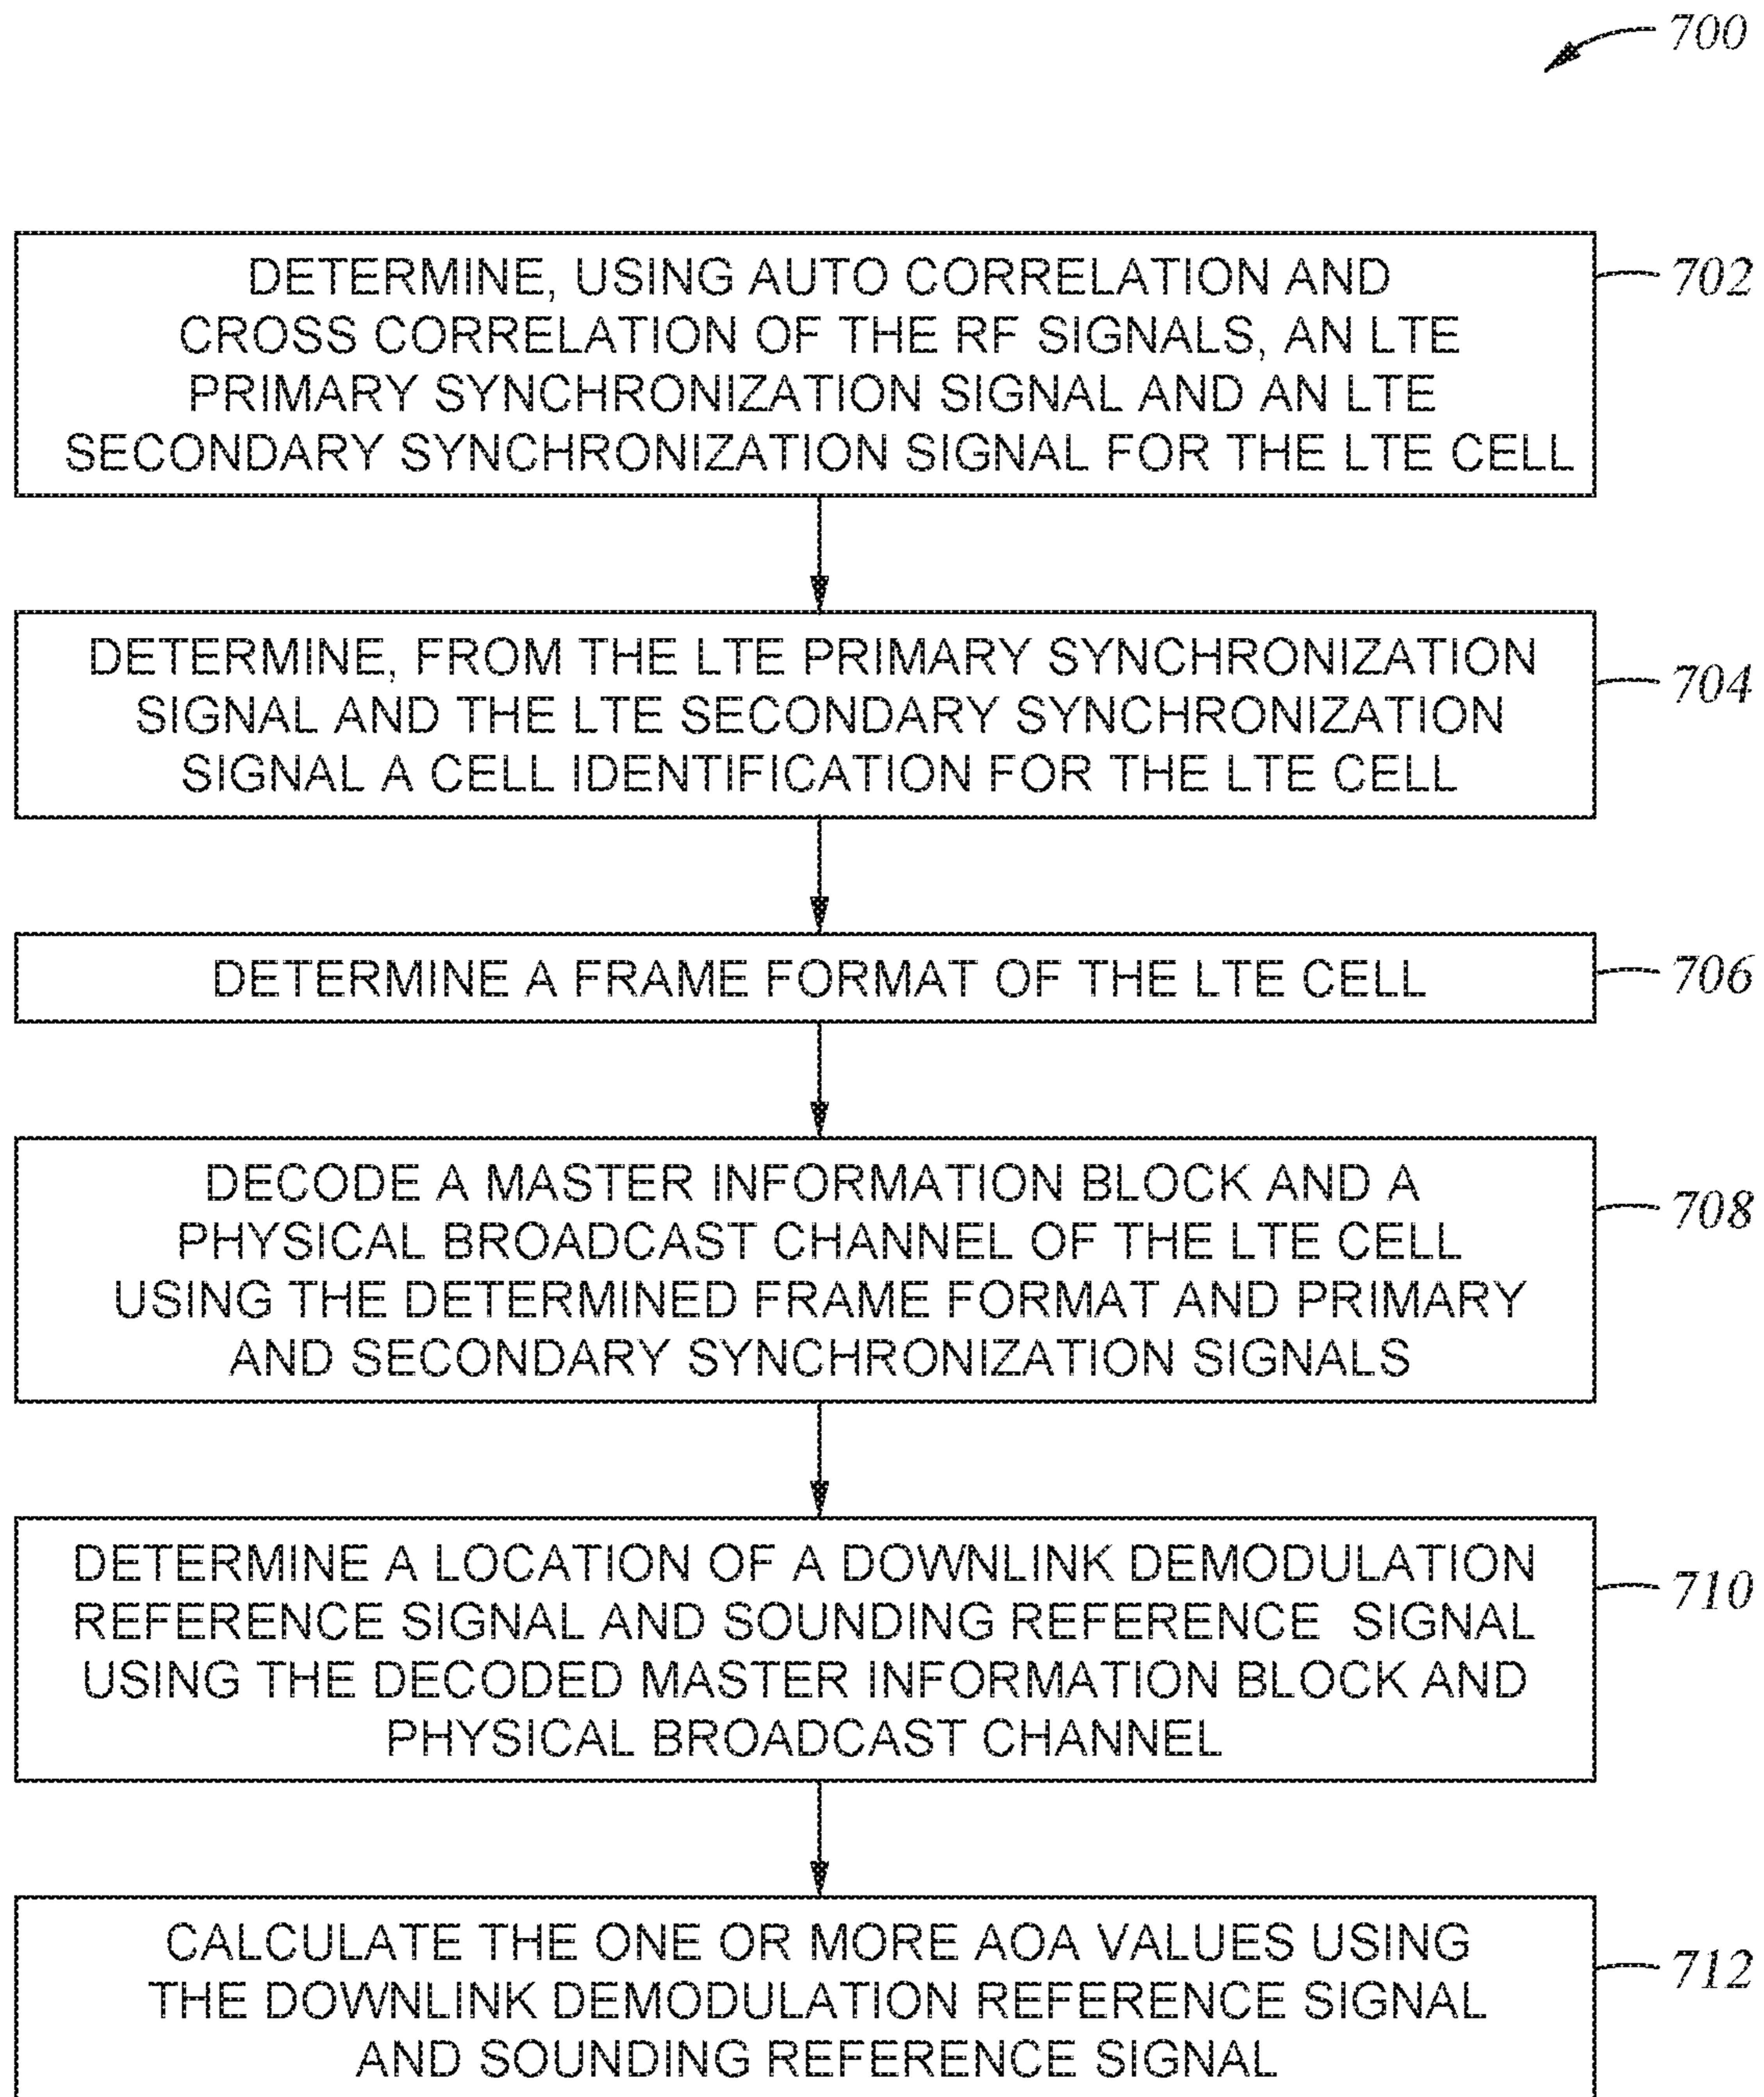 700
DETERMINE, USING AUTO CORRELATION AND
CROSS CORRELATION OF THE RF SIGNALS, AN LTE
PRIMARY SYNCHRONIZATION SIGNAL AND AN LTE
SECONDARY SYNCHRONIZATION SIGNAL FOR THE LTE CELL
702
DETERMINE, FROM THE LTE PRIMARY SYNCHRONIZATION
SIGNAL AND THE LTE SECONDARY SYNCHRONIZATION
SIGNAL A CELL IDENTIFICATION FOR THE LTE CELL
704
DETERMINE A FRAME FORMAT OF THE LTE CELL
706
DECODE A MASTER INFORMATION BLOCK AND A
PHYSICAL BROADCAST CHANNEL OF THE LTE CELL
USING THE DETERMINED FRAME FORMAT AND PRIMARY
AND SECONDARY SYNCHRONIZATION SIGNALS
708
DETERMINE A LOCATION OF A DOWNLINK DEMODULATION
REFERENCE SIGNAL AND SOUNDING REFERENCE SIGNAL
USING THE DECODED MASTER INFORMATION BLOCK AND
PHYSICAL BROADCAST CHANNEL
710
CALCULATE THE ONE OR MORE AOA VALUES USING
THE DOWNLINK DEMODULATION REFERENCE SIGNAL
AND SOUNDING REFERENCE SIGNAL
712